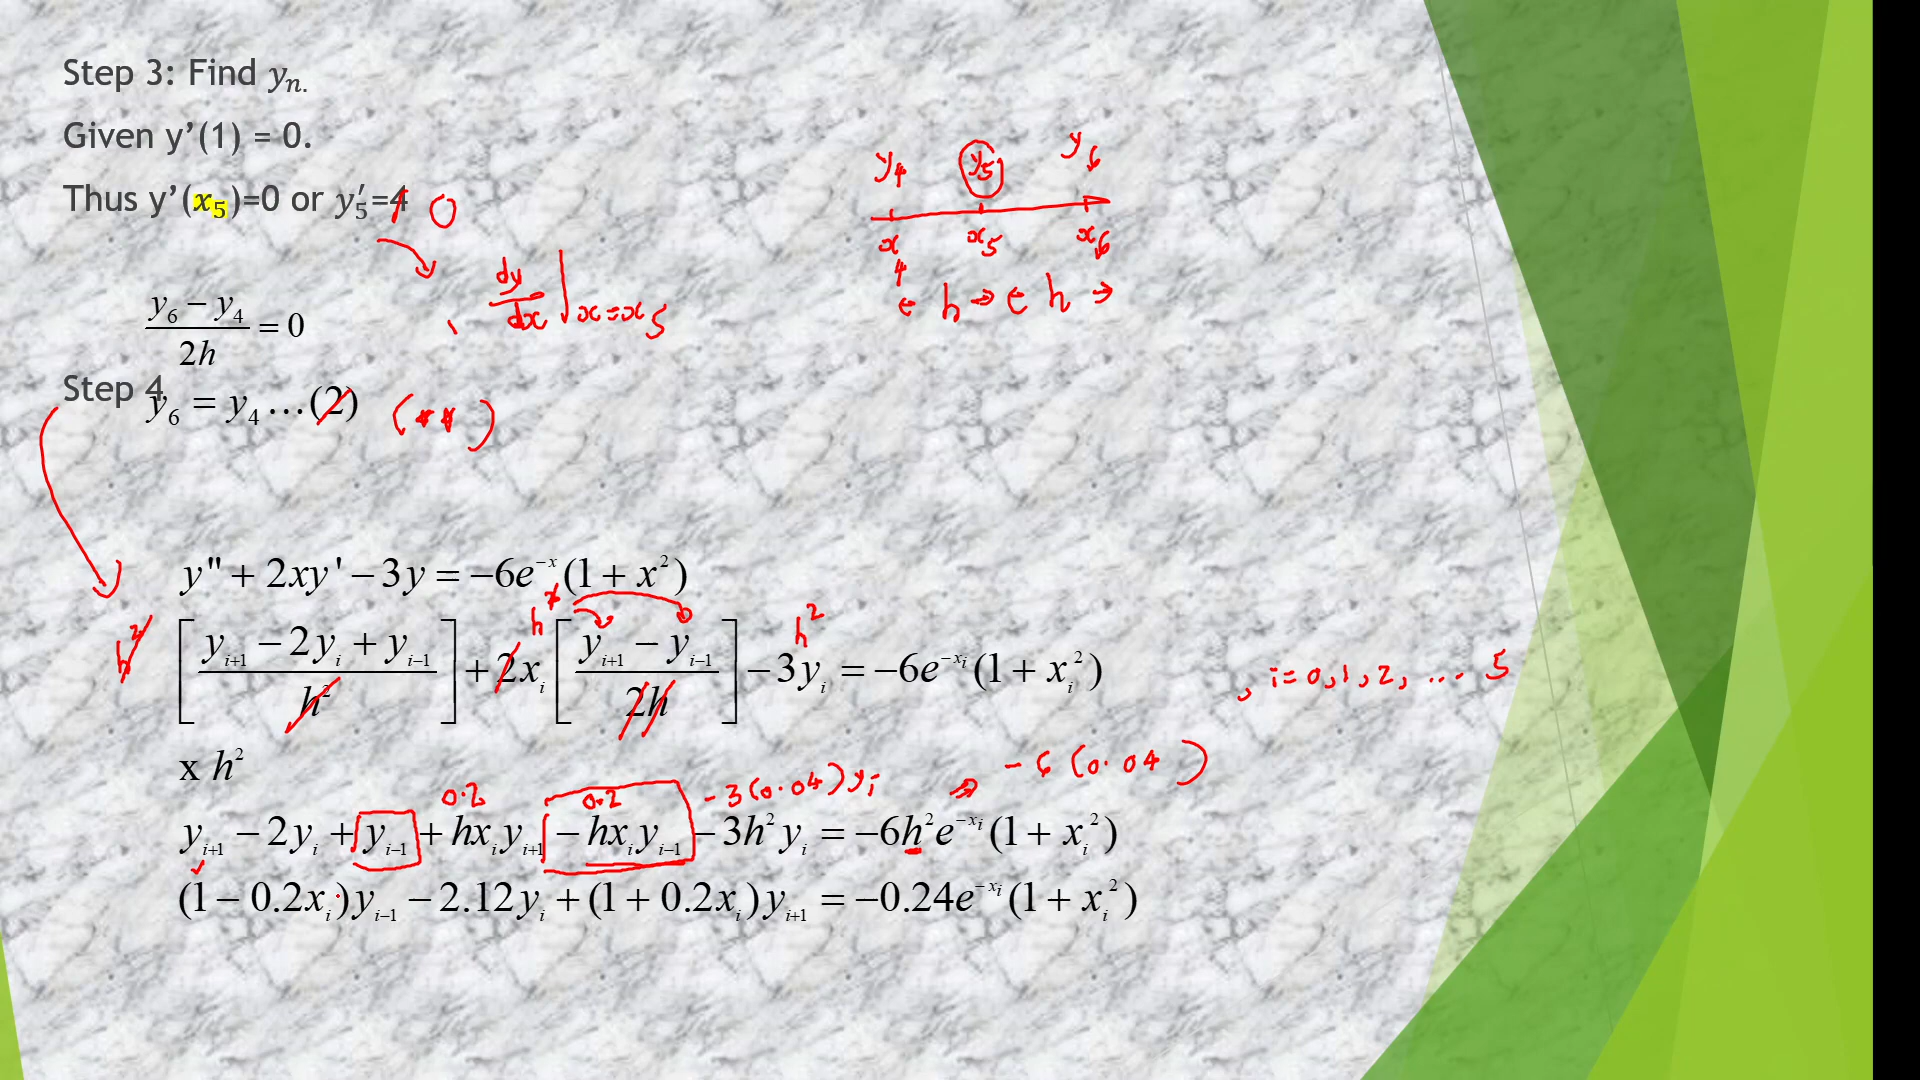 Step 3: Find yₙ.
Given y’(1) = 0.
Thus y’(x₅)=0 or y₅′=4 0
y₄ y₅ y₆
x₄ x₅ x₆
h h
dy/dx |x=x₅
(y₆ − y₄)/2h = 0
Step 4
y₆ = y₄ …(2) (**)
y" + 2xy' − 3y = −6e^(−x)(1 + x²)
h² h² h²
[(yᵢ₊₁ − 2yᵢ + yᵢ₋₁)/h²] + 2xᵢ[(yᵢ₊₁ − yᵢ₋₁)/2h] − 3yᵢ = −6e^(−xᵢ)(1 + xᵢ²) , i=0,1,2, ... 5
x h²
0.2 0.2 -3(0.04)yᵢ -6(0.04)
yᵢ₊₁ − 2yᵢ + yᵢ₋₁ + hxᵢyᵢ₊₁ − hxᵢyᵢ₋₁ − 3h²yᵢ = −6h²e^(−xᵢ)(1 + xᵢ²)
(1 − 0.2xᵢ)yᵢ₋₁ − 2.12yᵢ + (1 + 0.2xᵢ)yᵢ₊₁ = −0.24e^(−xᵢ)(1 + xᵢ²)